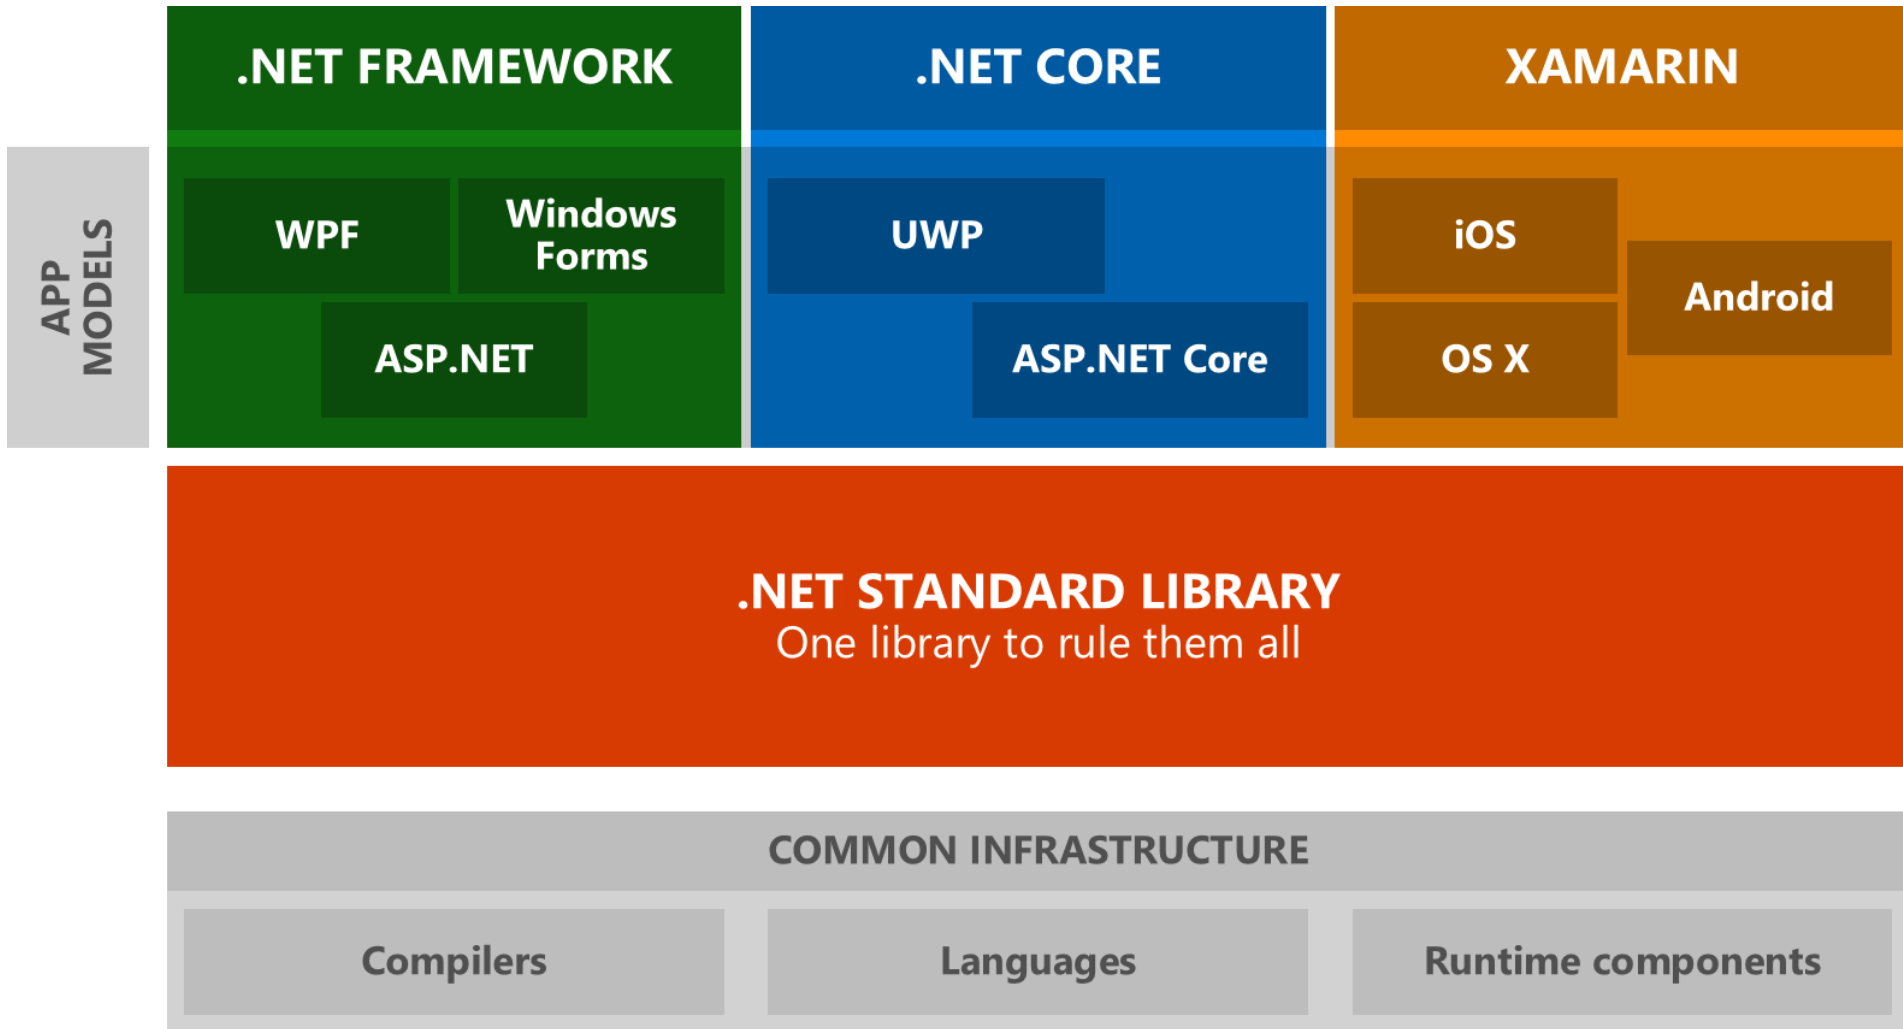 .NET FRAMEWORK
.NET CORE
XAMARIN
APP
MODELS
WPF
Windows
Forms
ASP.NET
UWP
ASP.NET Core
iOS
Android
OS X
.NET STANDARD LIBRARY
One library to rule them all
COMMON INFRASTRUCTURE
Compilers
Languages
Runtime components